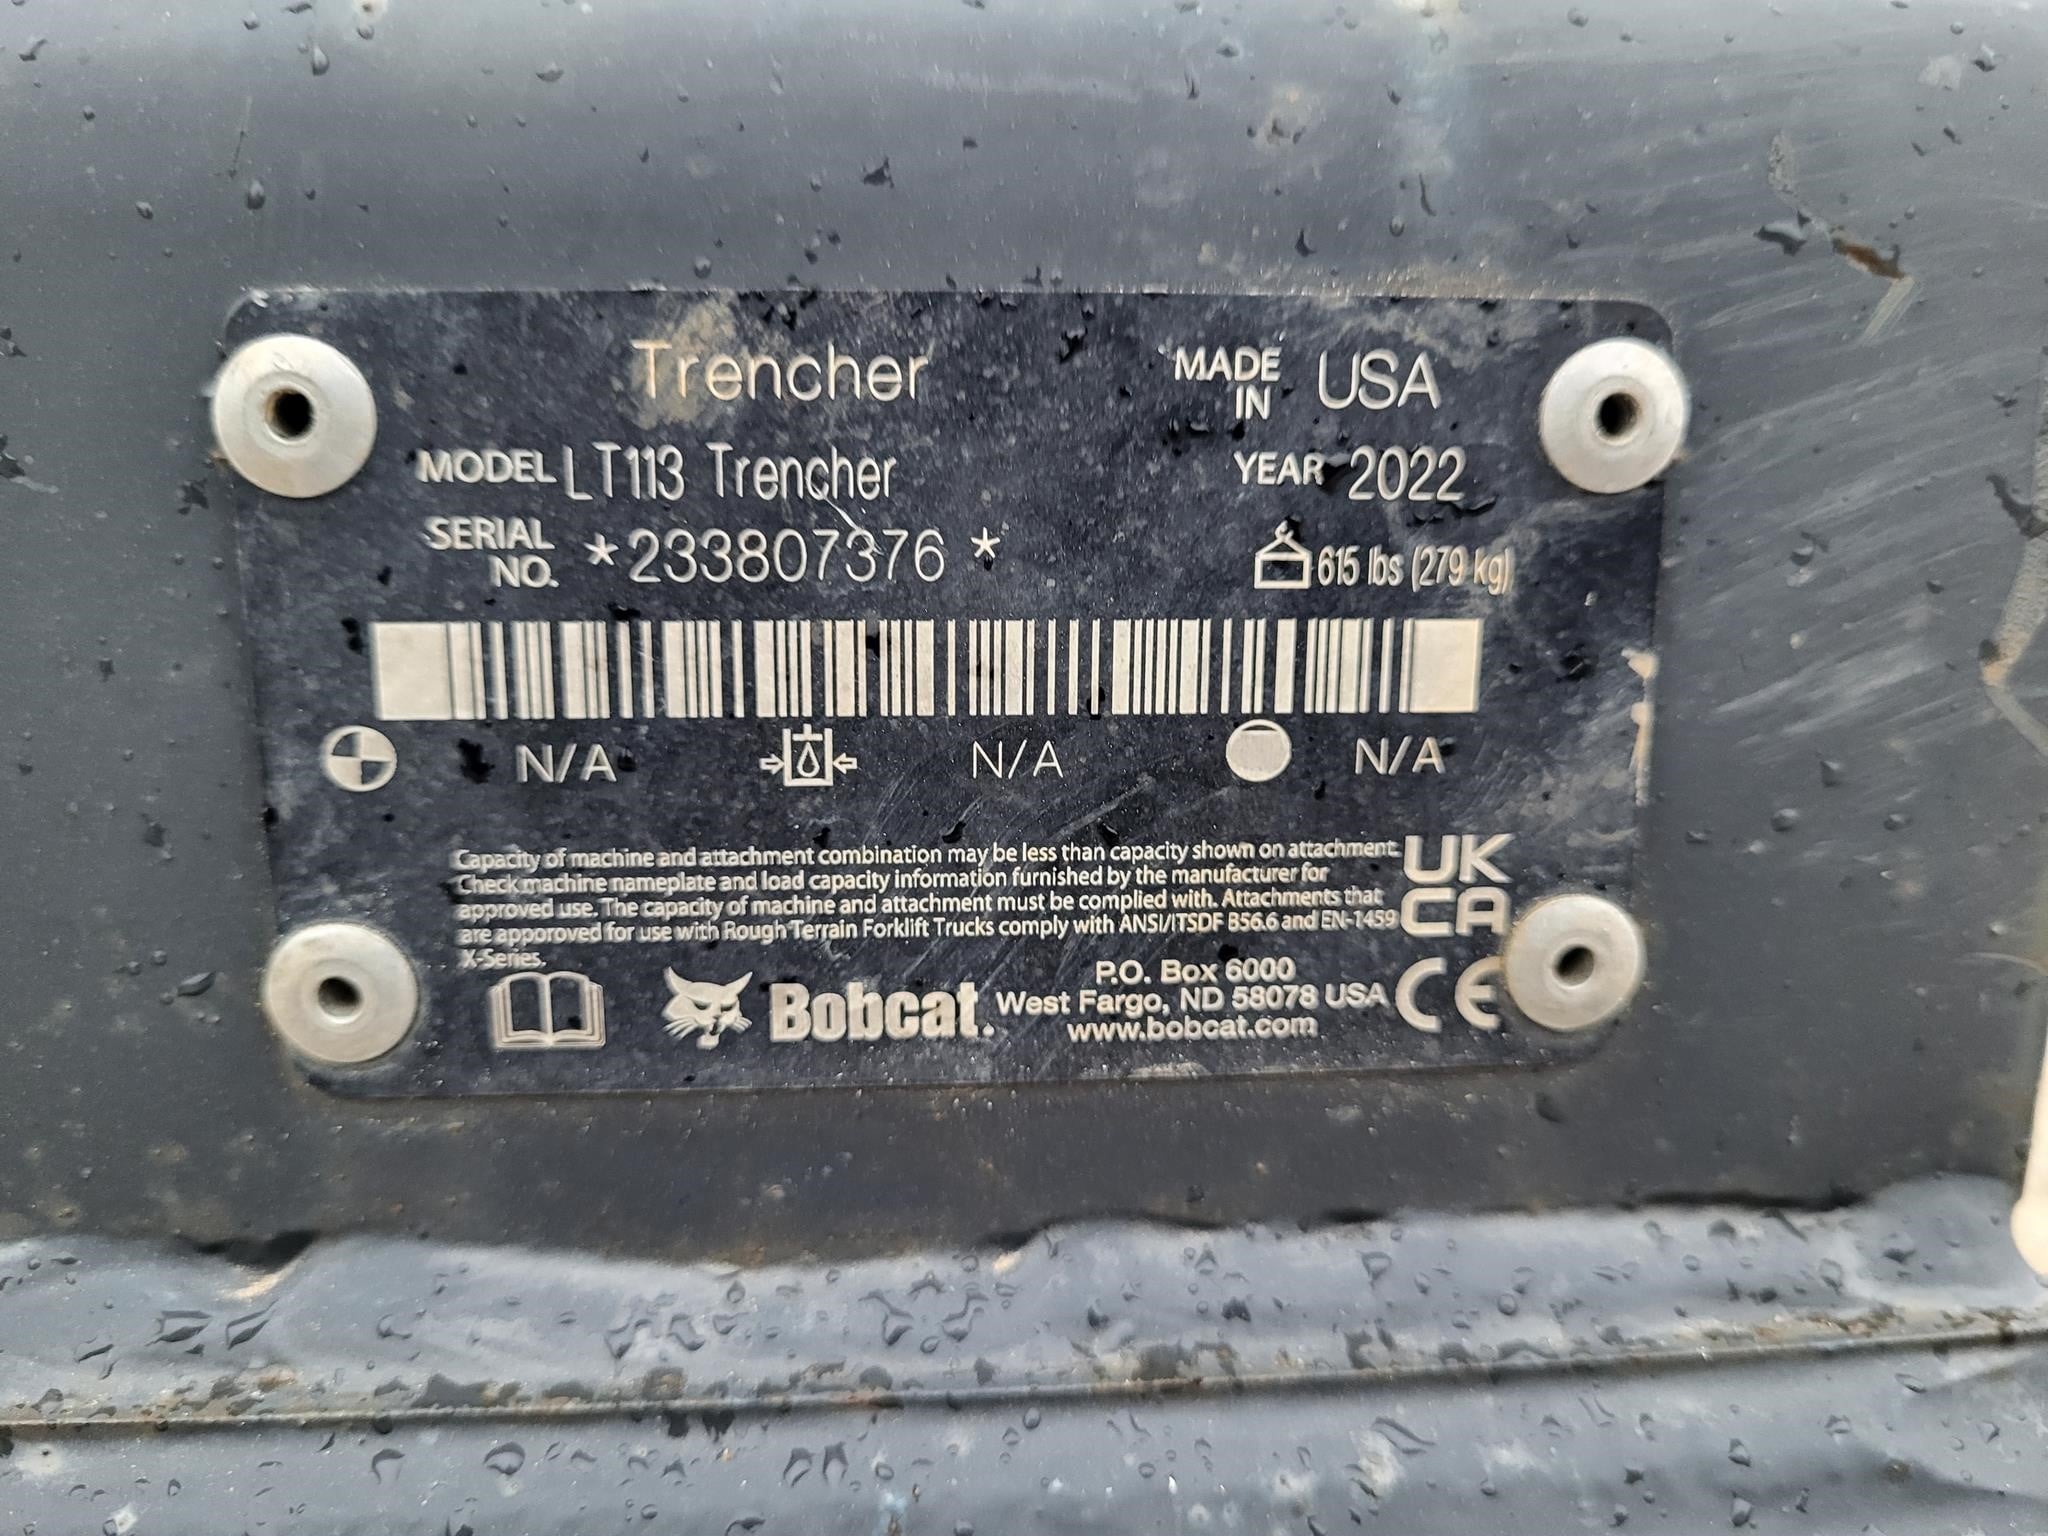 Trencher
MADE IN USA
MODEL LT113 Trencher
YEAR 2022
SERIAL NO. *233807376*
615 lbs (279 kg)
N/A N/A N/A
Capacity of machine and attachment combination may be less than capacity shown on attachment.
Check machine nameplate and load capacity information furnished by the manufacturer for
approved use. The capacity of machine and attachment must be complied with. Attachments that
are apporoved for use with Rough Terrain Forklift Trucks comply with ANSI/ITSDF B56.6 and EN-1459
X-Series.
UK
CA
Bobcat.
P.O. Box 6000
West Fargo, ND 58078 USA
www.bobcat.com
CE